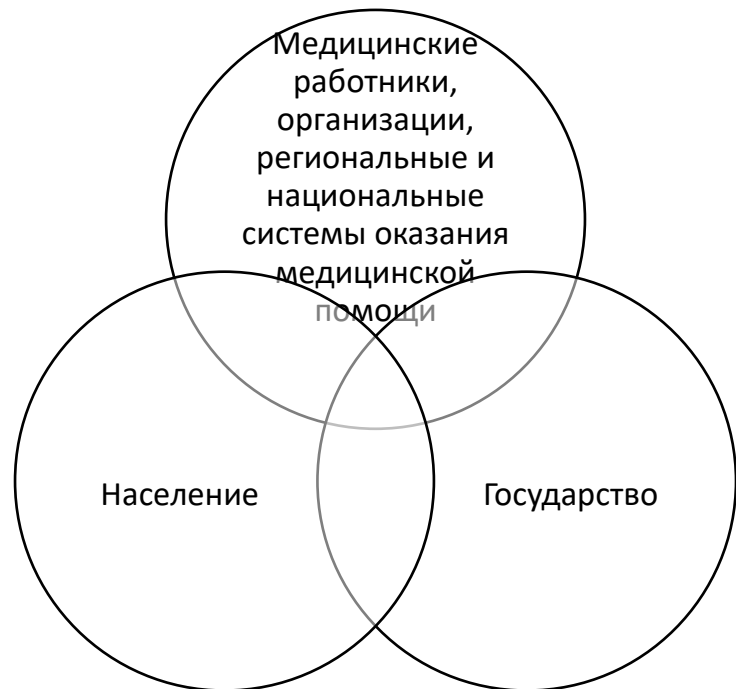 Медицинские
работники,
организации,
региональные и
национальные
системы оказания
медицинской
помощи
Население
Государство